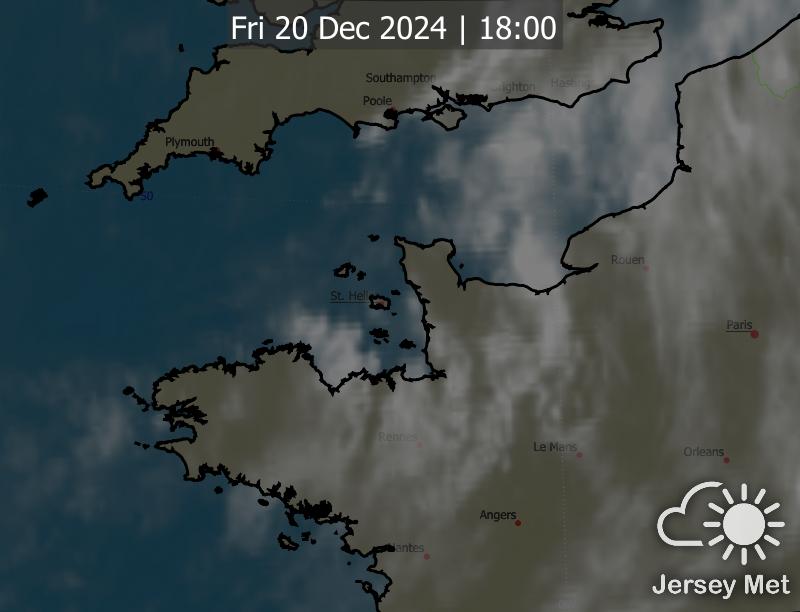 Fri 20 Dec 2024 | 18:00
Southampton
Brighton
Hastings
Poole
Plymouth
50
Rouen
St. Heli
Paris
Rennes
Le Mans
Orleans
Angers
Nantes
Jersey Met